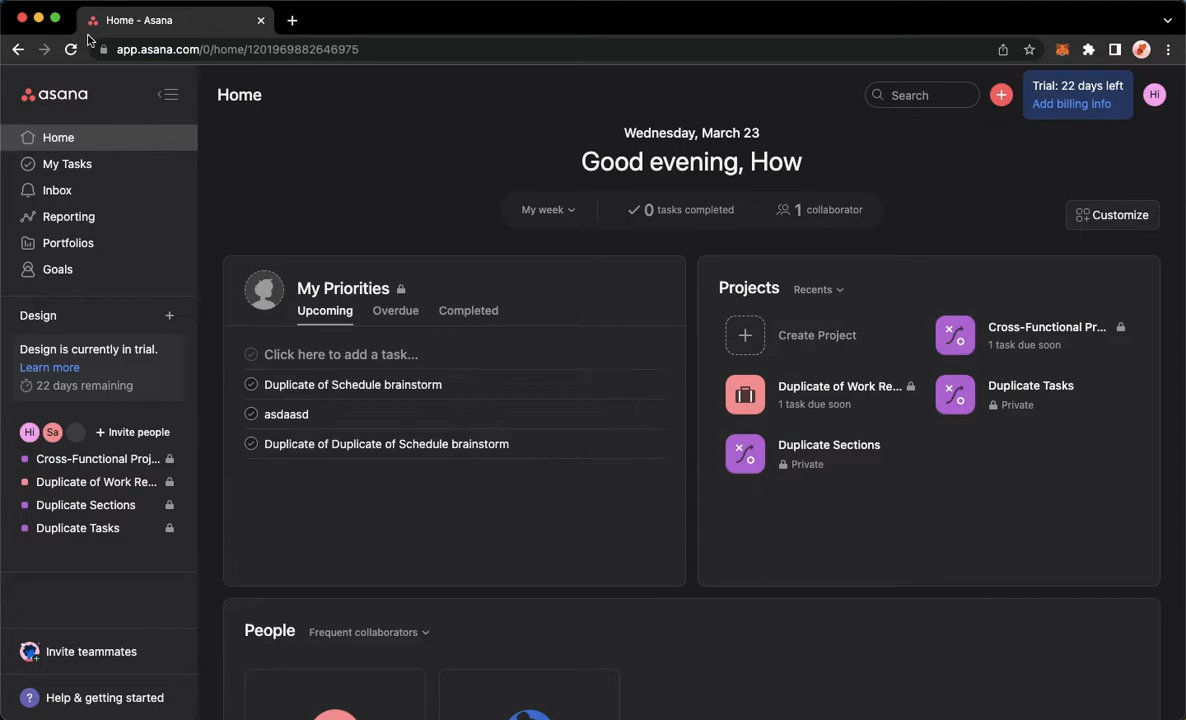 Home - Asana
app.asana.com/0/home/1201969882646975
asana
Home
Search
Trial: 22 days left
Add billing info
Hi
Home
My Tasks
Inbox
Reporting
Portfolios
Goals
Wednesday, March 23
Good evening, How
My week
0 tasks completed
1 collaborator
Customize
Design
Design is currently in trial.
Learn more
22 days remaining
Hi
Sa
+ Invite people
Cross-Functional Proj...
Duplicate of Work Re...
Duplicate Sections
Duplicate Tasks
Invite teammates
? Help & getting started
My Priorities
Upcoming
Overdue
Completed
Click here to add a task...
Duplicate of Schedule brainstorm
asdaasd
Duplicate of Duplicate of Schedule brainstorm
Projects
Recents
Create Project
Cross-Functional Pr...
1 task due soon
Duplicate of Work Re...
1 task due soon
Duplicate Tasks
Private
Duplicate Sections
Private
People
Frequent collaborators